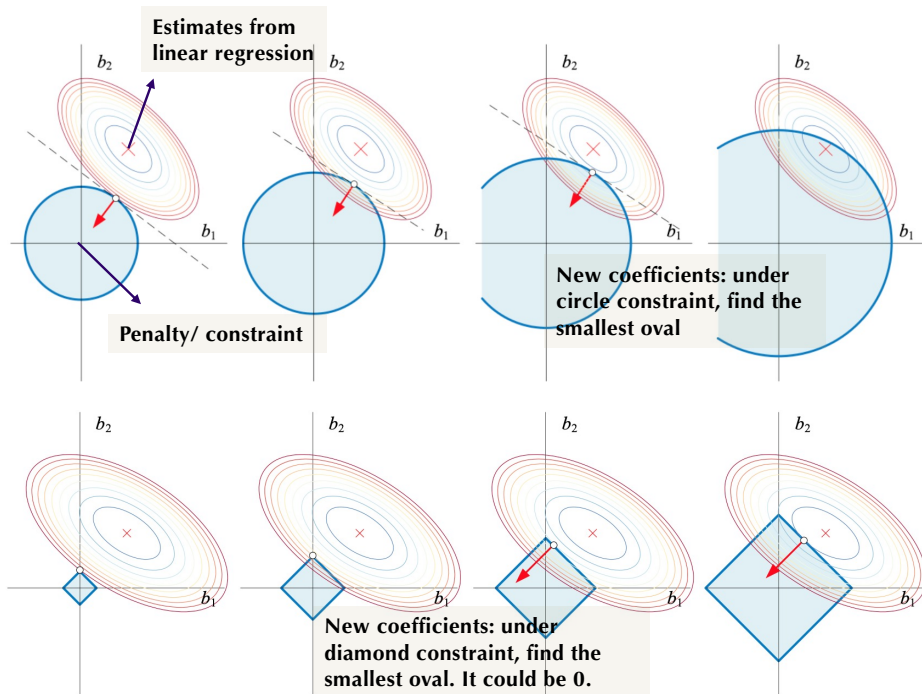 Estimates from
linear regression
b₂
b₂
b₂
b₂
b₁
b₁
b₁
b₁
New coefficients: under
circle constraint, find the
smallest oval
Penalty/ constraint
b₂
b₂
b₂
b₂
b₁
b₁
b₁
b₁
New coefficients: under
diamond constraint, find the
smallest oval. It could be 0.